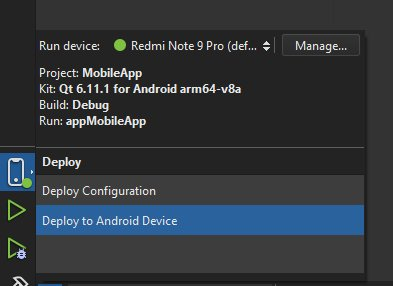 Run device: Redmi Note 9 Pro (def... Manage...
Project: MobileApp
Kit: Qt 6.11.1 for Android arm64-v8a
Build: Debug
Run: appMobileApp
Deploy
Deploy Configuration
Deploy to Android Device